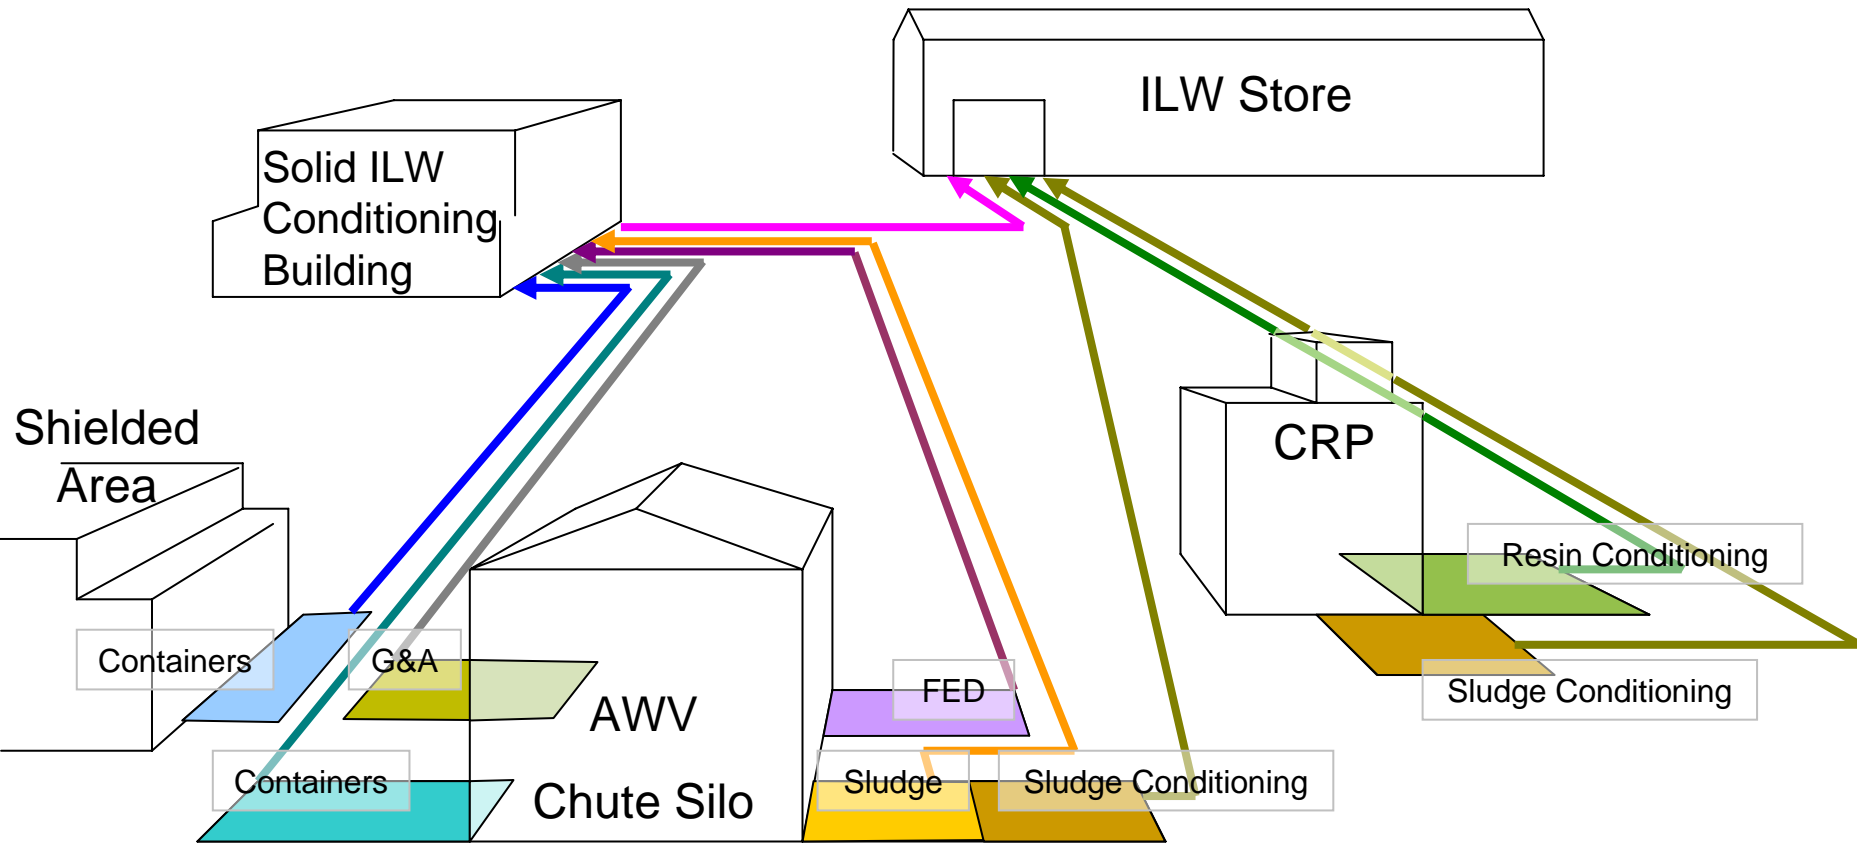 ILW Store
Solid ILW
Conditioning
Building
Shielded
Area
CRP
Resin Conditioning
Containers
G&A
FED
Sludge Conditioning
AWV
Containers
Chute Silo
Sludge
Sludge Conditioning